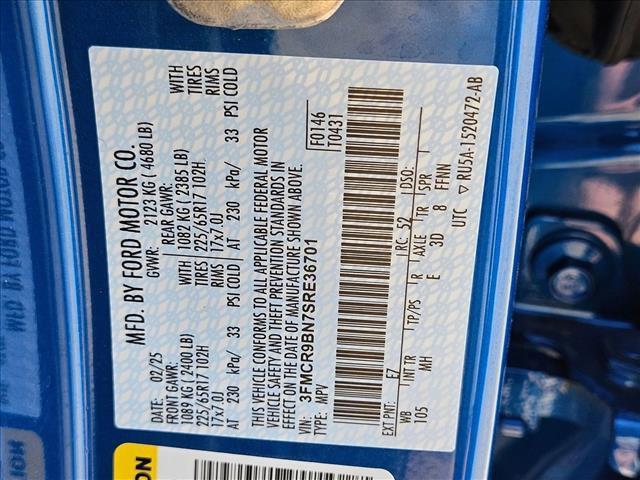 MFD. BY FORD MOTOR CO.
DATE: 02/25 GVWR: 2123 KG ( 4680 LB)
FRONT GAWR: REAR GAWR: WITH
1089 KG ( 2400 LB) 1082 KG ( 2385 LB) TIRES
225/65R17 102H 225/65R17 102H. RIMS
17x7.0J 17x7.0J
AT 230 kPa/ 33 PSI COLD AT 230 kPa/ 33 PSI COLD
THIS VEHICLE CONFORMS TO ALL APPLICABLE FEDERAL MOTOR
VEHICLE SAFETY AND THEFT PREVENTION STANDARDS IN
EFFECT ON THE DATE OF MANUFACTURE SHOWN ABOVE.
VIN: 3FMCR9BN7SRE36701 F0146
TYPE: MPV T0431
EXT PNT: E7 RC: 52 DSO:
WB INT TR TP/PS R AXLE TR SPR
105 MH E 3D 8 FFNN
UTC ▽ RU5A-1520472-AB
ION